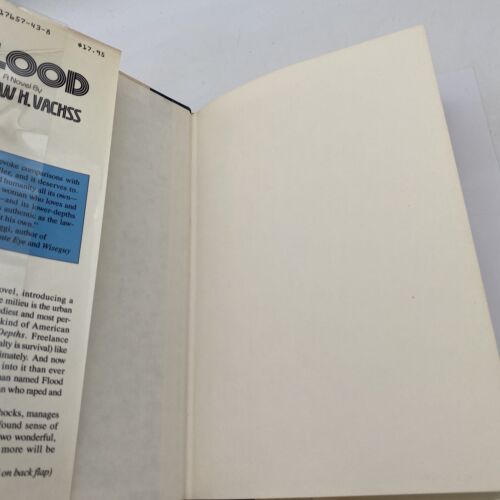 17657-43-8
$17.95
LOOD
A Novel By
W H. VACHSS
voke comparisons with
ller, and it deserves to.
d humanity all its own—
woman who loves and
—and its lower-depths
s authentic as the law-
t his own."
ggi, author of
ute Eye and Wiseguy
ovel, introducing a
e milieu is the urban
diest and most per-
kind of American
Depths. Freelance
alty is survival) like
imately. And now
into it than ever
nan named Flood
n who raped and
hocks, manages
found sense of
wo wonderful,
more will be
on back flap)